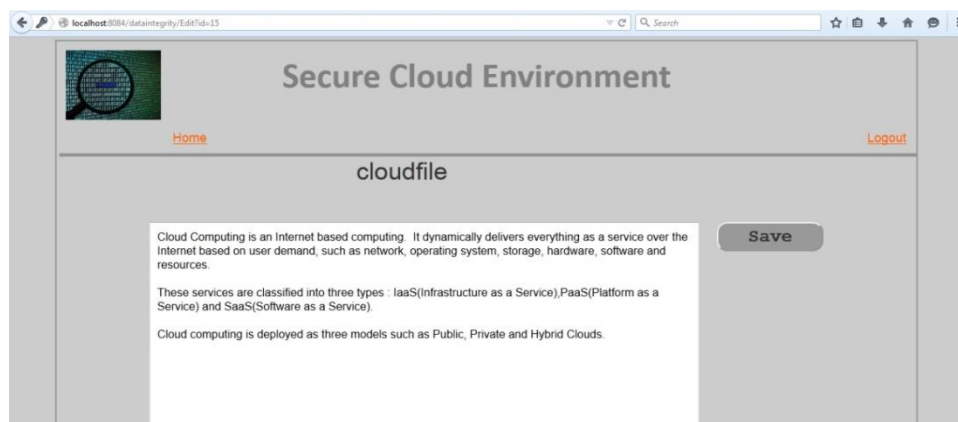 localhost:8084/dataintegrity/Edit?id=15
Search
Secure Cloud Environment
Home
Logout
cloudfile
Cloud Computing is an Internet based computing.  It dynamically delivers everything as a service over the
Internet based on user demand, such as network, operating system, storage, hardware, software and
resources.
These services are classified into three types : IaaS(Infrastructure as a Service),PaaS(Platform as a
Service) and SaaS(Software as a Service).
Cloud computing is deployed as three models such as Public, Private and Hybrid Clouds.
Save